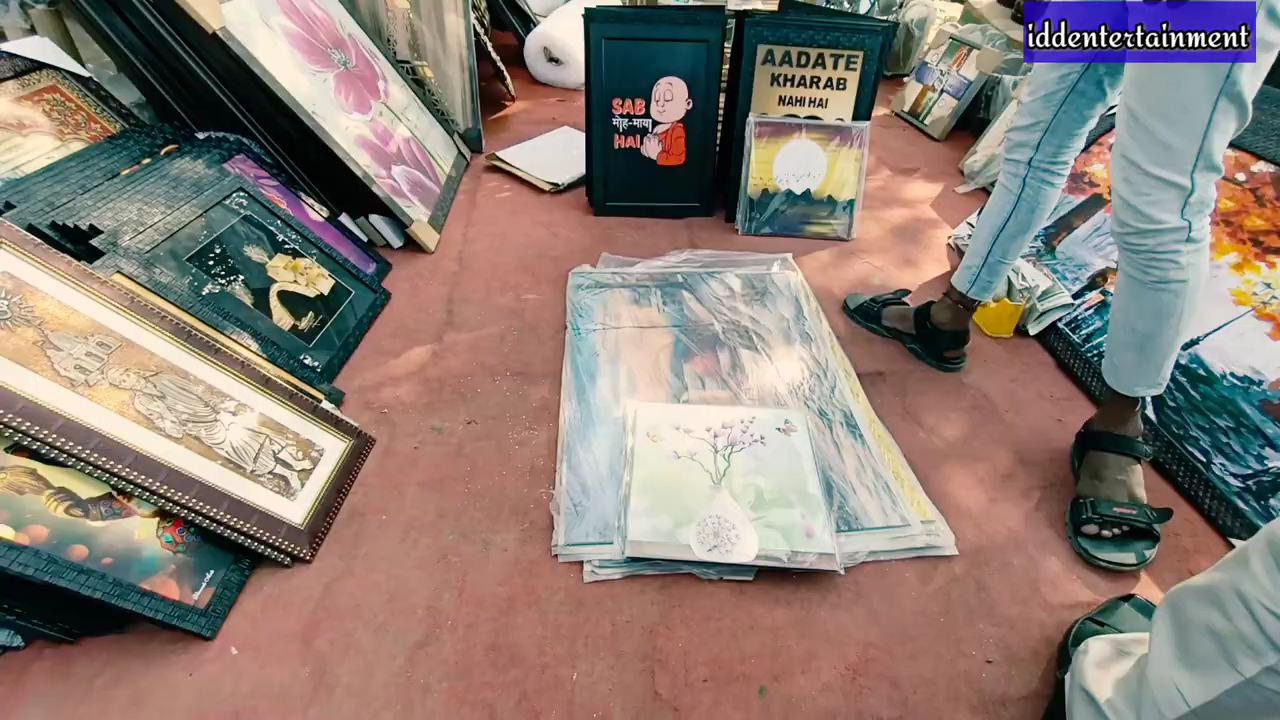 iddentertainment
AADATE
KHARAB
NAHI HAI
SAB
मोह-माया
HAI